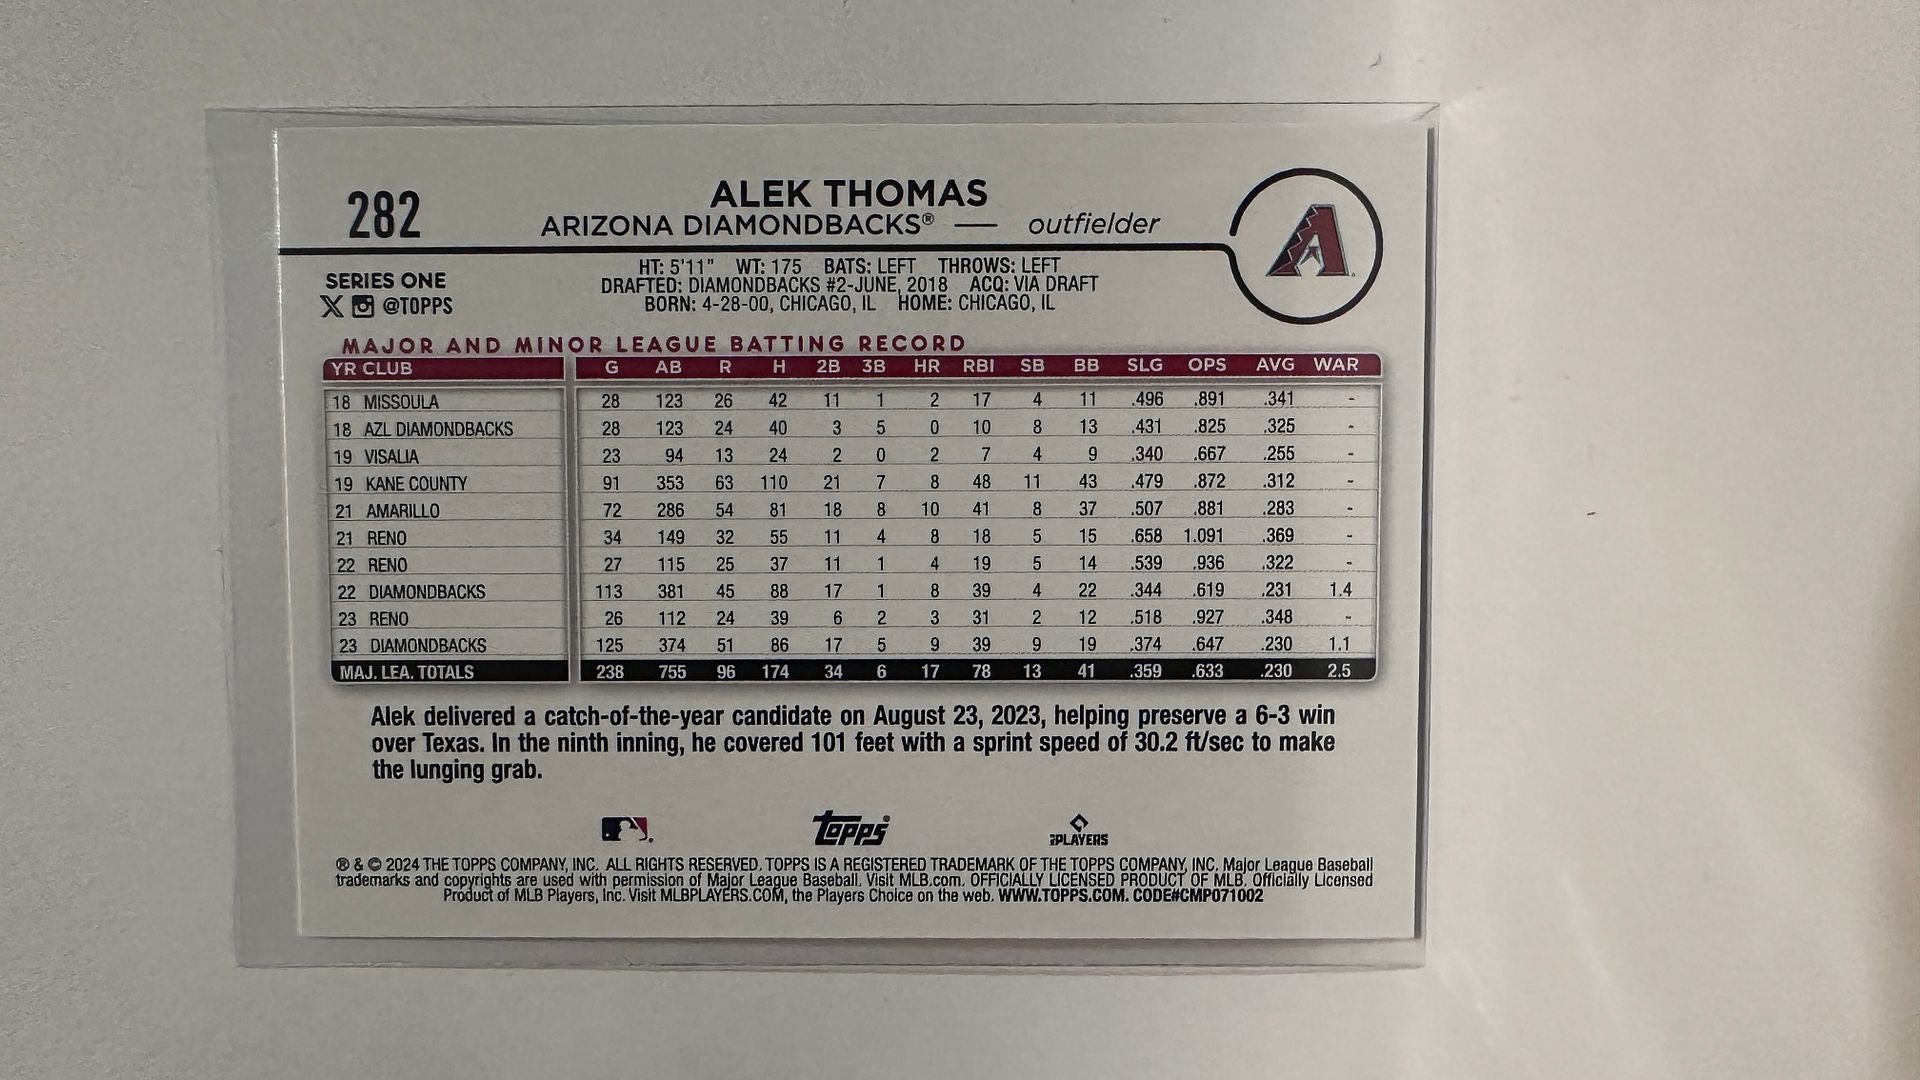 282
ALEK THOMAS
ARIZONA DIAMONDBACKS® — outfielder
A
SERIES ONE
@TOPPS
HT: 5'11" WT: 175 BATS: LEFT THROWS: LEFT
DRAFTED: DIAMONDBACKS #2-JUNE, 2018 ACQ: VIA DRAFT
BORN: 4-28-00, CHICAGO, IL HOME: CHICAGO, IL
MAJOR AND MINOR LEAGUE BATTING RECORD
YR CLUB G AB R H 2B 3B HR RBI SB BB SLG OPS AVG WAR
18 MISSOULA 28 123 26 42 11 1 2 17 4 11 .496 .891 .341 -
18 AZL DIAMONDBACKS 28 123 24 40 3 5 0 10 8 13 .431 .825 .325 -
19 VISALIA 23 94 13 24 2 0 2 7 4 9 .340 .667 .255 -
19 KANE COUNTY 91 353 63 110 21 7 8 48 11 43 .479 .872 .312 -
21 AMARILLO 72 286 54 81 18 8 10 41 8 37 .507 .881 .283 -
21 RENO 34 149 32 55 11 4 8 18 5 15 .658 1.091 .369 -
22 RENO 27 115 25 37 11 1 4 19 5 14 .539 .936 .322 -
22 DIAMONDBACKS 113 381 45 88 17 1 8 39 4 22 .344 .619 .231 1.4
23 RENO 26 112 24 39 6 2 3 31 2 12 .518 .927 .348 -
23 DIAMONDBACKS 125 374 51 86 17 5 9 39 9 19 .374 .647 .230 1.1
MAJ. LEA. TOTALS 238 755 96 174 34 6 17 78 13 41 .359 .633 .230 2.5
Alek delivered a catch-of-the-year candidate on August 23, 2023, helping preserve a 6-3 win
over Texas. In the ninth inning, he covered 101 feet with a sprint speed of 30.2 ft/sec to make
the lunging grab.
Topps
PLAYERS
® & © 2024 THE TOPPS COMPANY, INC. ALL RIGHTS RESERVED. TOPPS IS A REGISTERED TRADEMARK OF THE TOPPS COMPANY, INC. Major League Baseball
trademarks and copyrights are used with permission of Major League Baseball. Visit MLB.com. OFFICIALLY LICENSED PRODUCT OF MLB. Officially Licensed
Product of MLB Players, Inc. Visit MLBPLAYERS.COM, the Players Choice on the web. WWW.TOPPS.COM. CODE#CMP071002